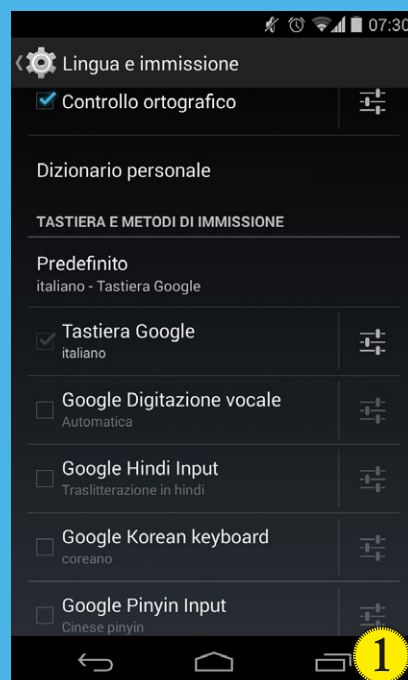 07:30
Lingua e immissione
Controllo ortografico
Dizionario personale
TASTIERA E METODI DI IMMISSIONE
Predefinito
italiano - Tastiera Google
Tastiera Google
italiano
Google Digitazione vocale
Automatica
Google Hindi Input
Traslitterazione in hindi
Google Korean keyboard
coreano
Google Pinyin Input
Cinese pinyin
1